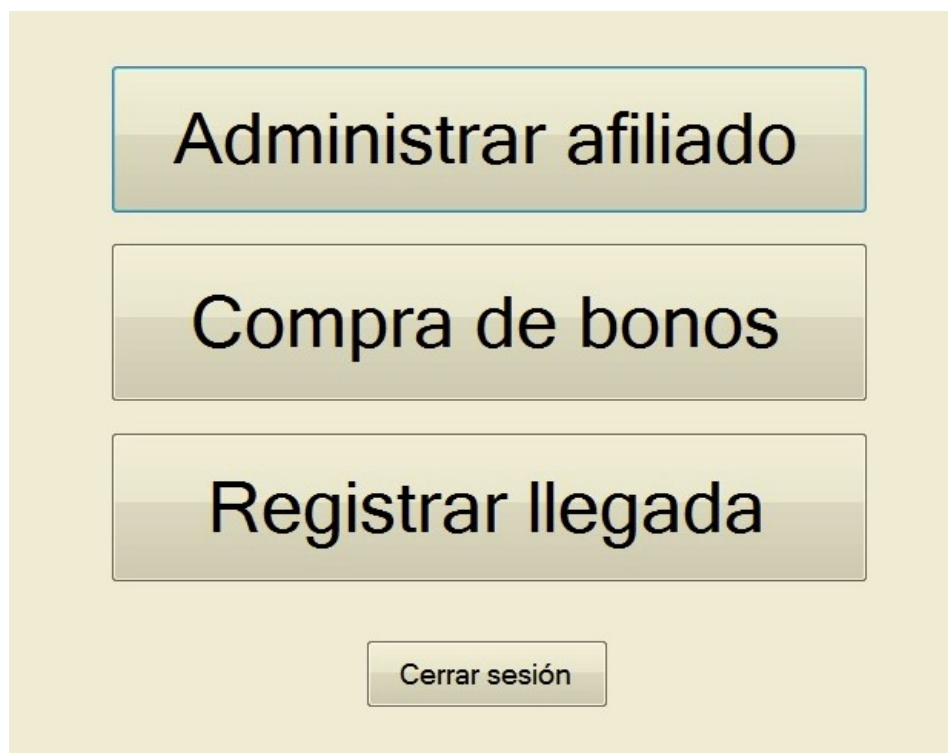 Administrar afiliado
Compra de bonos
Registrar llegada
Cerrar sesión